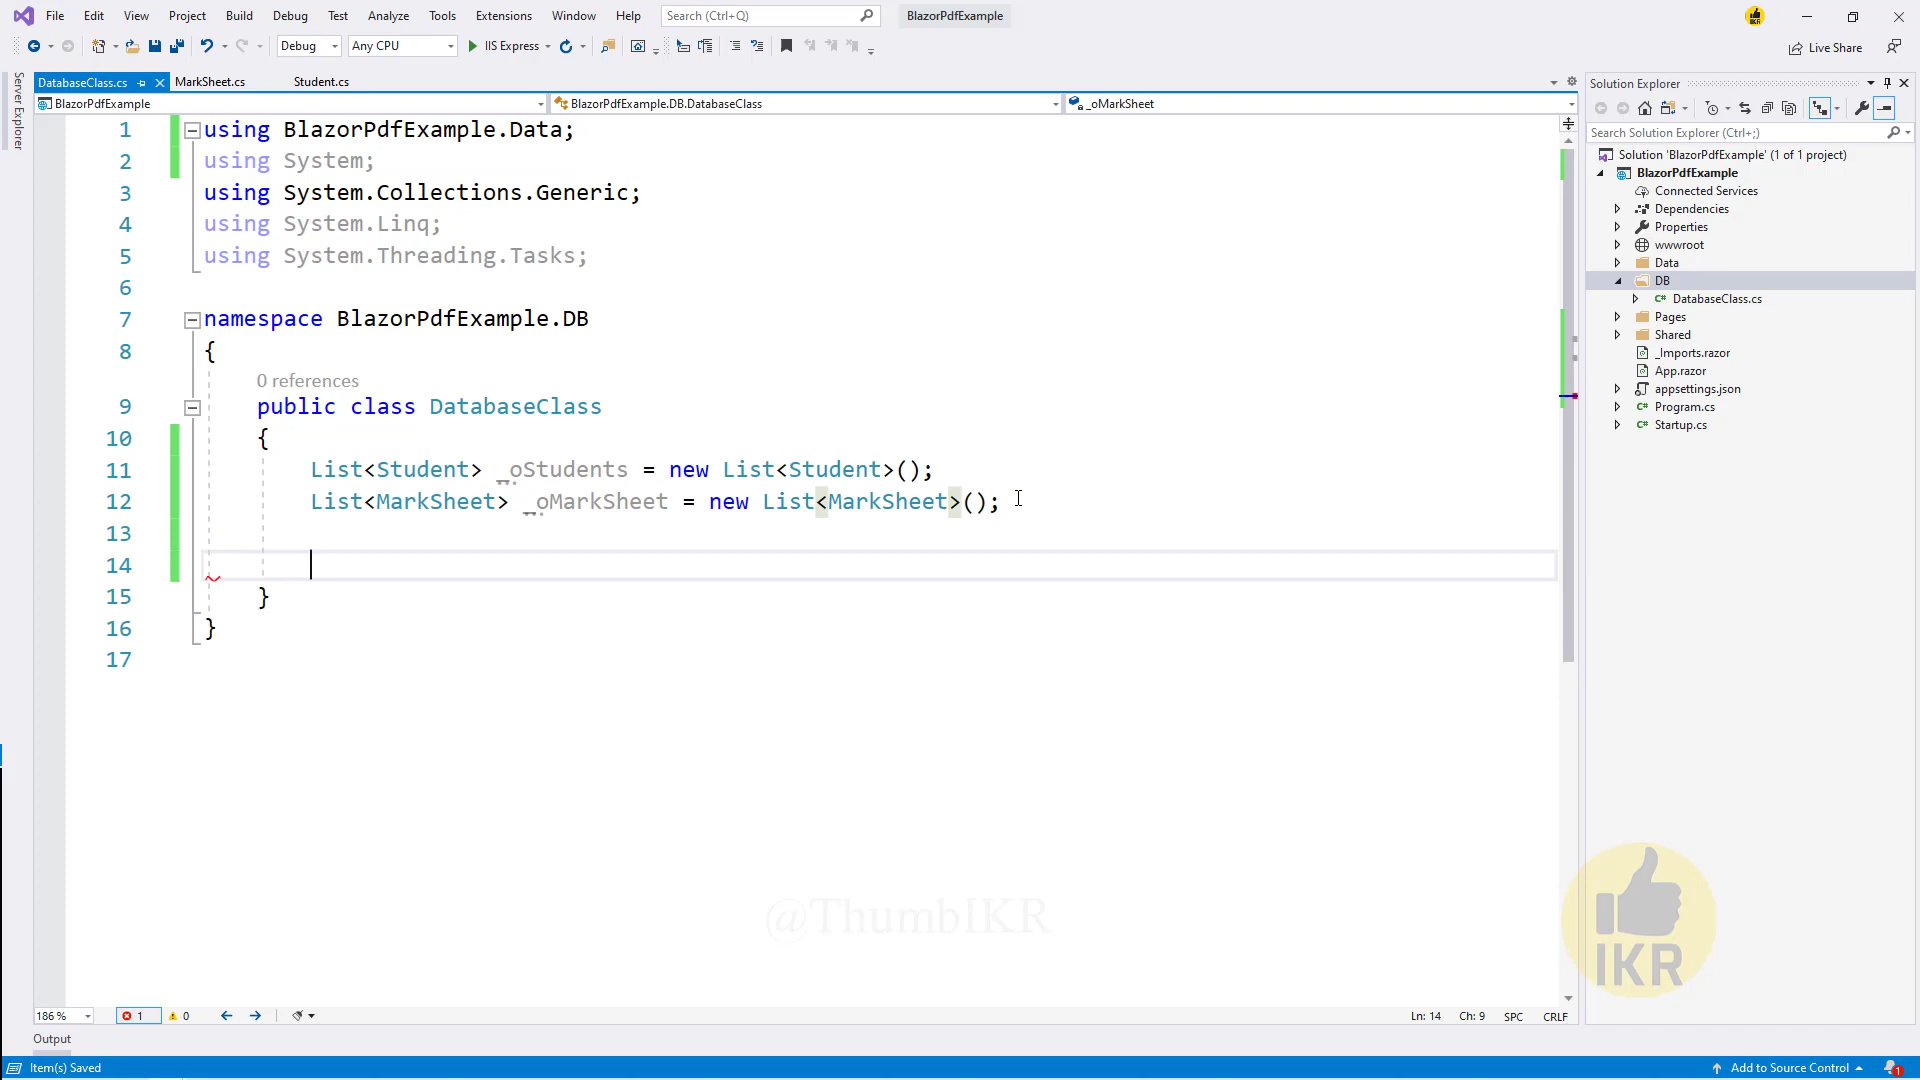 File Edit View Project Build Debug Test Analyze Tools Extensions Window Help Search (Ctrl+Q) BlazorPdfExample
Debug Any CPU IIS Express Live Share
Server Explorer
DatabaseClass.cs MarkSheet.cs Student.cs
BlazorPdfExample BlazorPdfExample.DB.DatabaseClass _oMarkSheet
1 using BlazorPdfExample.Data;
2 using System;
3 using System.Collections.Generic;
4 using System.Linq;
5 using System.Threading.Tasks;
6
7 namespace BlazorPdfExample.DB
8 {
0 references
9 public class DatabaseClass
10 {
11 List<Student> _oStudents = new List<Student>();
12 List<MarkSheet> _oMarkSheet = new List<MarkSheet>();
13
14
15 }
16 }
17
@ThumbIKR
186 % 1 0 Ln: 14 Ch: 9 SPC CRLF
Output
Item(s) Saved Add to Source Control 1
Solution Explorer
Search Solution Explorer (Ctrl+;)
Solution 'BlazorPdfExample' (1 of 1 project)
BlazorPdfExample
Connected Services
Dependencies
Properties
wwwroot
Data
DB
C# DatabaseClass.cs
Pages
Shared
_Imports.razor
App.razor
appsettings.json
C# Program.cs
C# Startup.cs
IKR